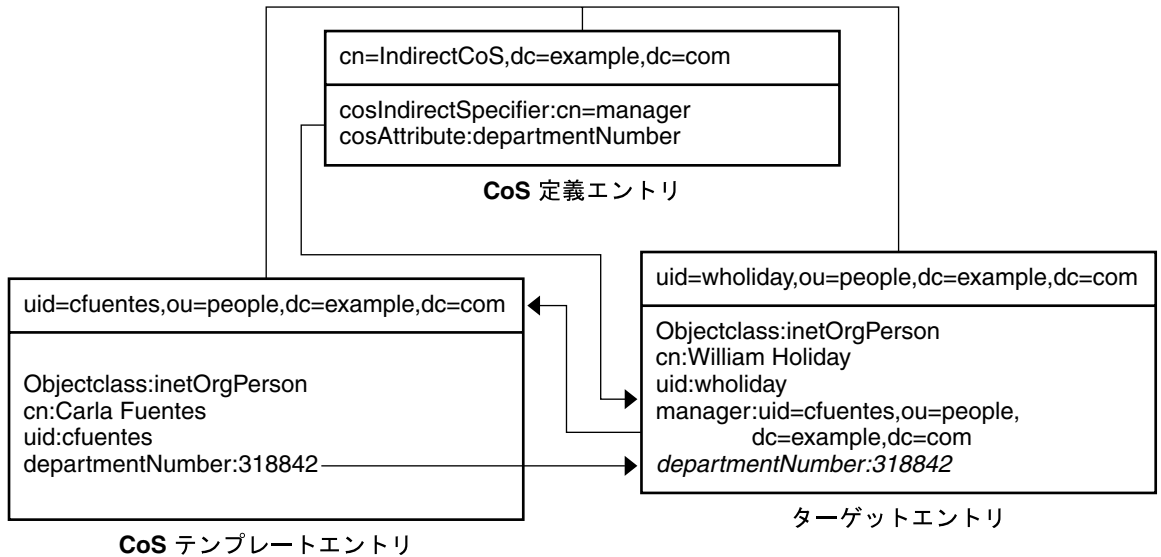 cn=IndirectCoS,dc=example,dc=com
cosIndirectSpecifier:cn=manager
cosAttribute:departmentNumber
CoS 定義エントリ
uid=cfuentes,ou=people,dc=example,dc=com
Objectclass:inetOrgPerson
cn:Carla Fuentes
uid:cfuentes
departmentNumber:318842
CoS テンプレートエントリ
uid=wholiday,ou=people,dc=example,dc=com
Objectclass:inetOrgPerson
cn:William Holiday
uid:wholiday
manager:uid=cfuentes,ou=people,
dc=example,dc=com
departmentNumber:318842
ターゲットエントリ